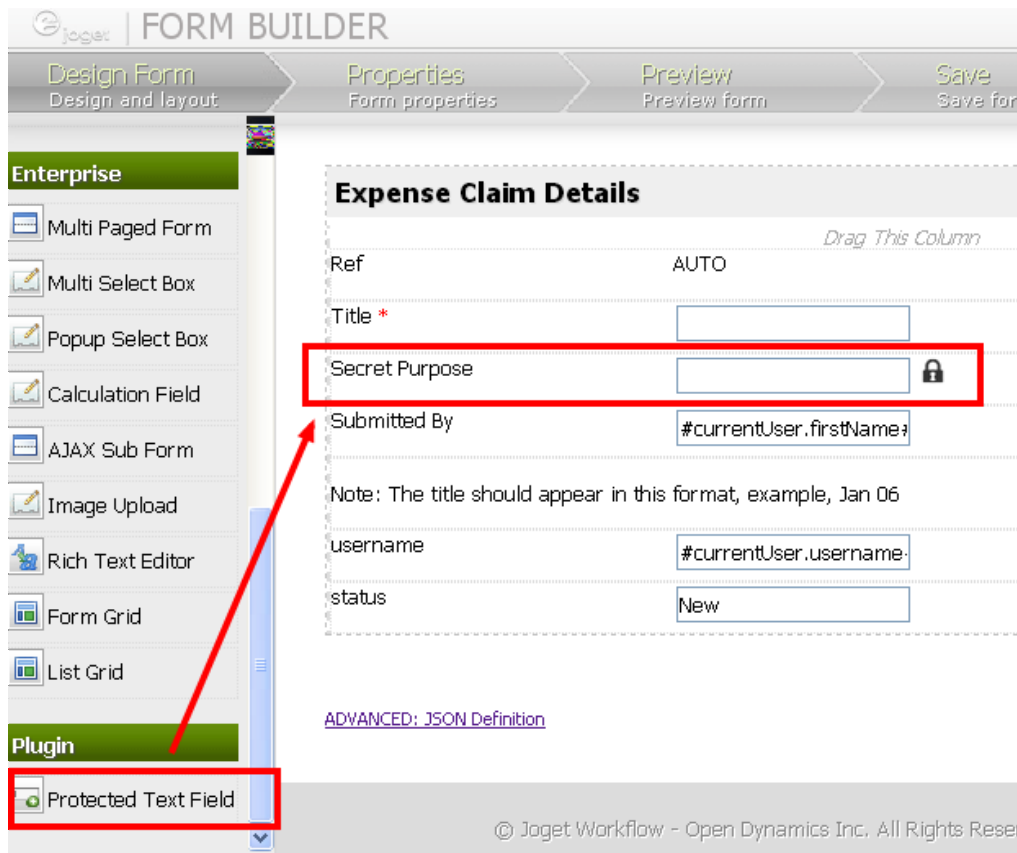 joget | FORM BUILDER
Design Form
Design and layout
Properties
Form properties
Preview
Preview form
Save
Save for
Enterprise
Multi Paged Form
Multi Select Box
Popup Select Box
Calculation Field
AJAX Sub Form
Image Upload
Rich Text Editor
Form Grid
List Grid
Plugin
Protected Text Field
Expense Claim Details
Drag This Column
Ref AUTO
Title *
Secret Purpose
Submitted By #currentUser.firstName#
Note: The title should appear in this format, example, Jan 06
username #currentUser.username
status New
ADVANCED: JSON Definition
© Joget Workflow - Open Dynamics Inc. All Rights Rese